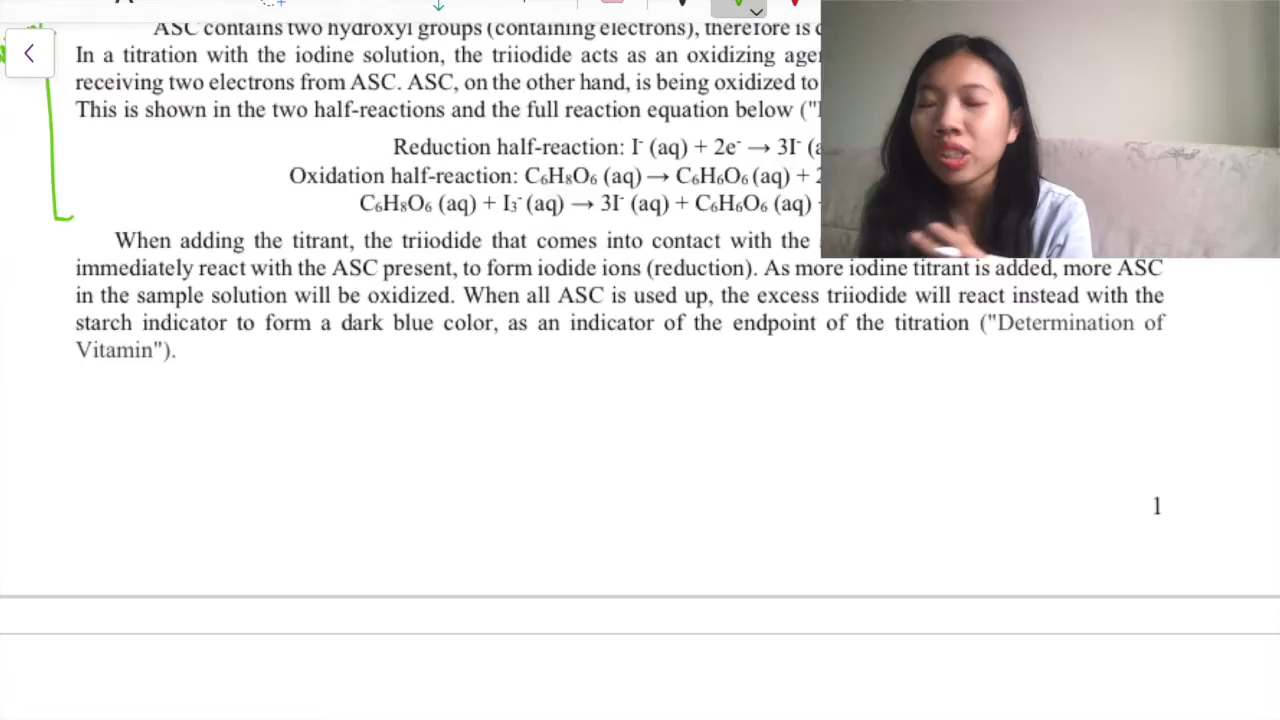 ASC contains two hydroxyl groups (containing electrons), therefore is
In a titration with the iodine solution, the triiodide acts as an oxidizing
receiving two electrons from ASC. ASC, on the other hand, is being oxidized to
This is shown in the two half-reactions and the full reaction equation below
Reduction half-reaction: I⁻ (aq) + 2e⁻ → 3I⁻
Oxidation half-reaction: C₆H₈O₆ (aq) → C₆H₆O₆ (aq) +
C₆H₈O₆ (aq) + I₃⁻ (aq) → 3I⁻ (aq) + C₆H₆O₆ (aq)
When adding the titrant, the triiodide that comes into contact with the
immediately react with the ASC present, to form iodide ions (reduction). As more iodine titrant is added, more ASC
in the sample solution will be oxidized. When all ASC is used up, the excess triiodide will react instead with the
starch indicator to form a dark blue color, as an indicator of the endpoint of the titration ("Determination of
Vitamin").
1